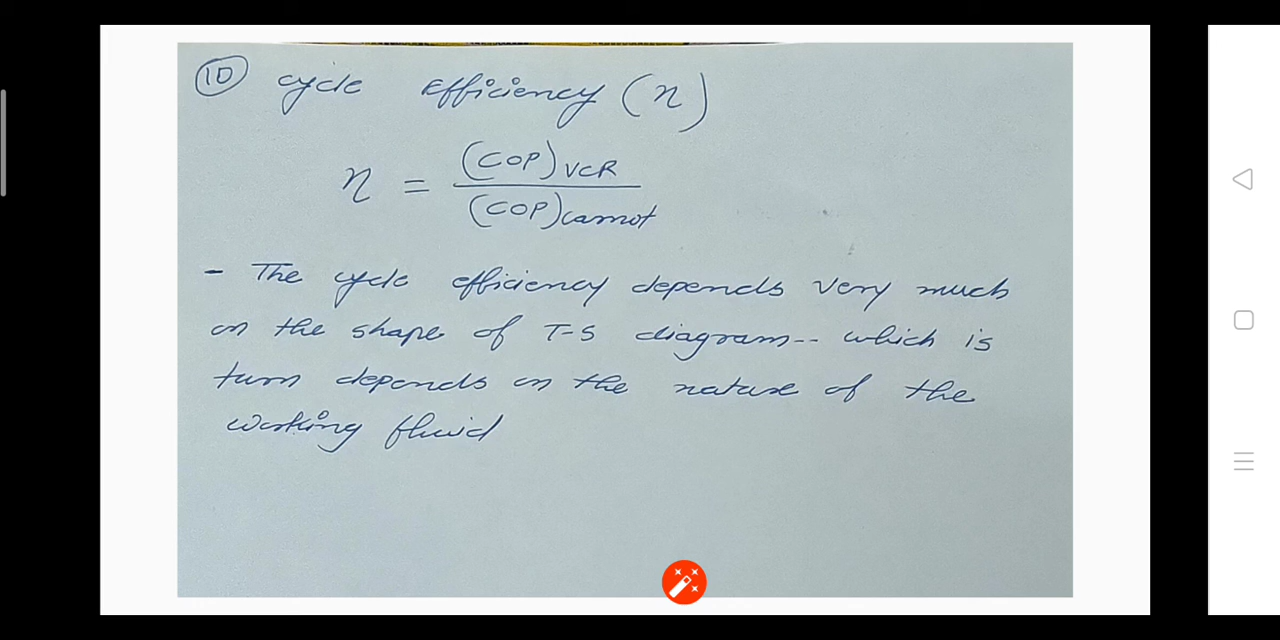 10 cycle Efficiency (η)
η = (COP)VCR / (COP)carnot
- The cycle efficiency depends very much
on the shape of T-S diagram-- which is
turn depends on the nature of the
working fluid